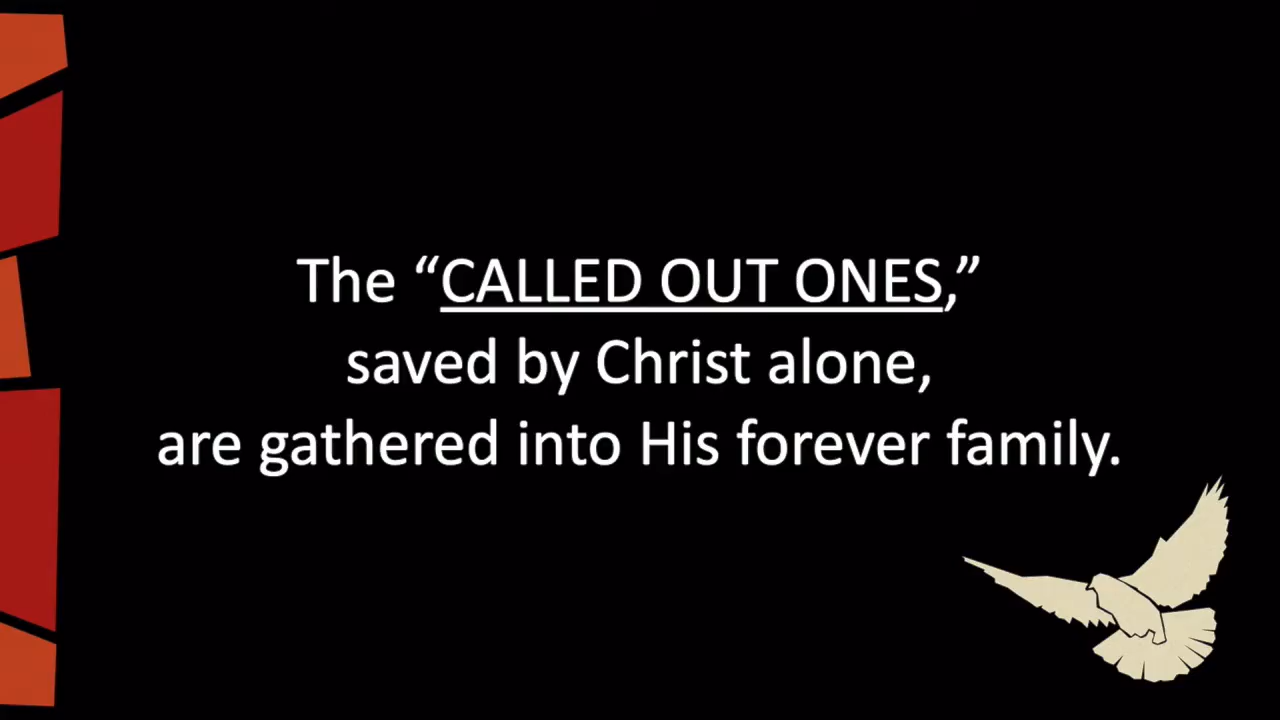 The “CALLED OUT ONES,”
saved by Christ alone,
are gathered into His forever family.